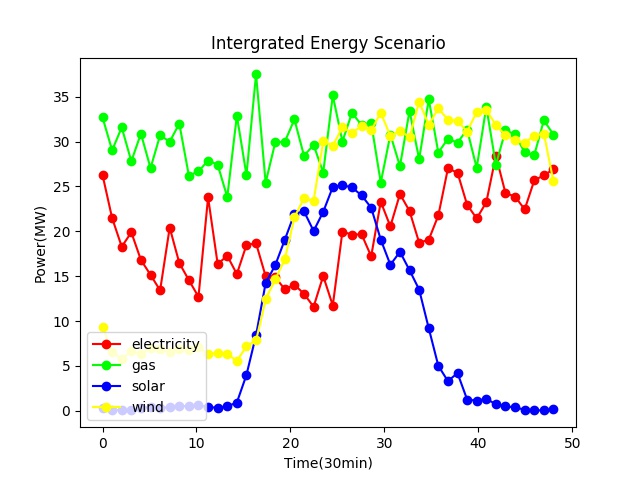 Intergrated Energy Scenario
Power(MW)
35
30
25
20
15
10
5
0
electricity
gas
solar
wind
0 10 20 30 40 50
Time(30min)